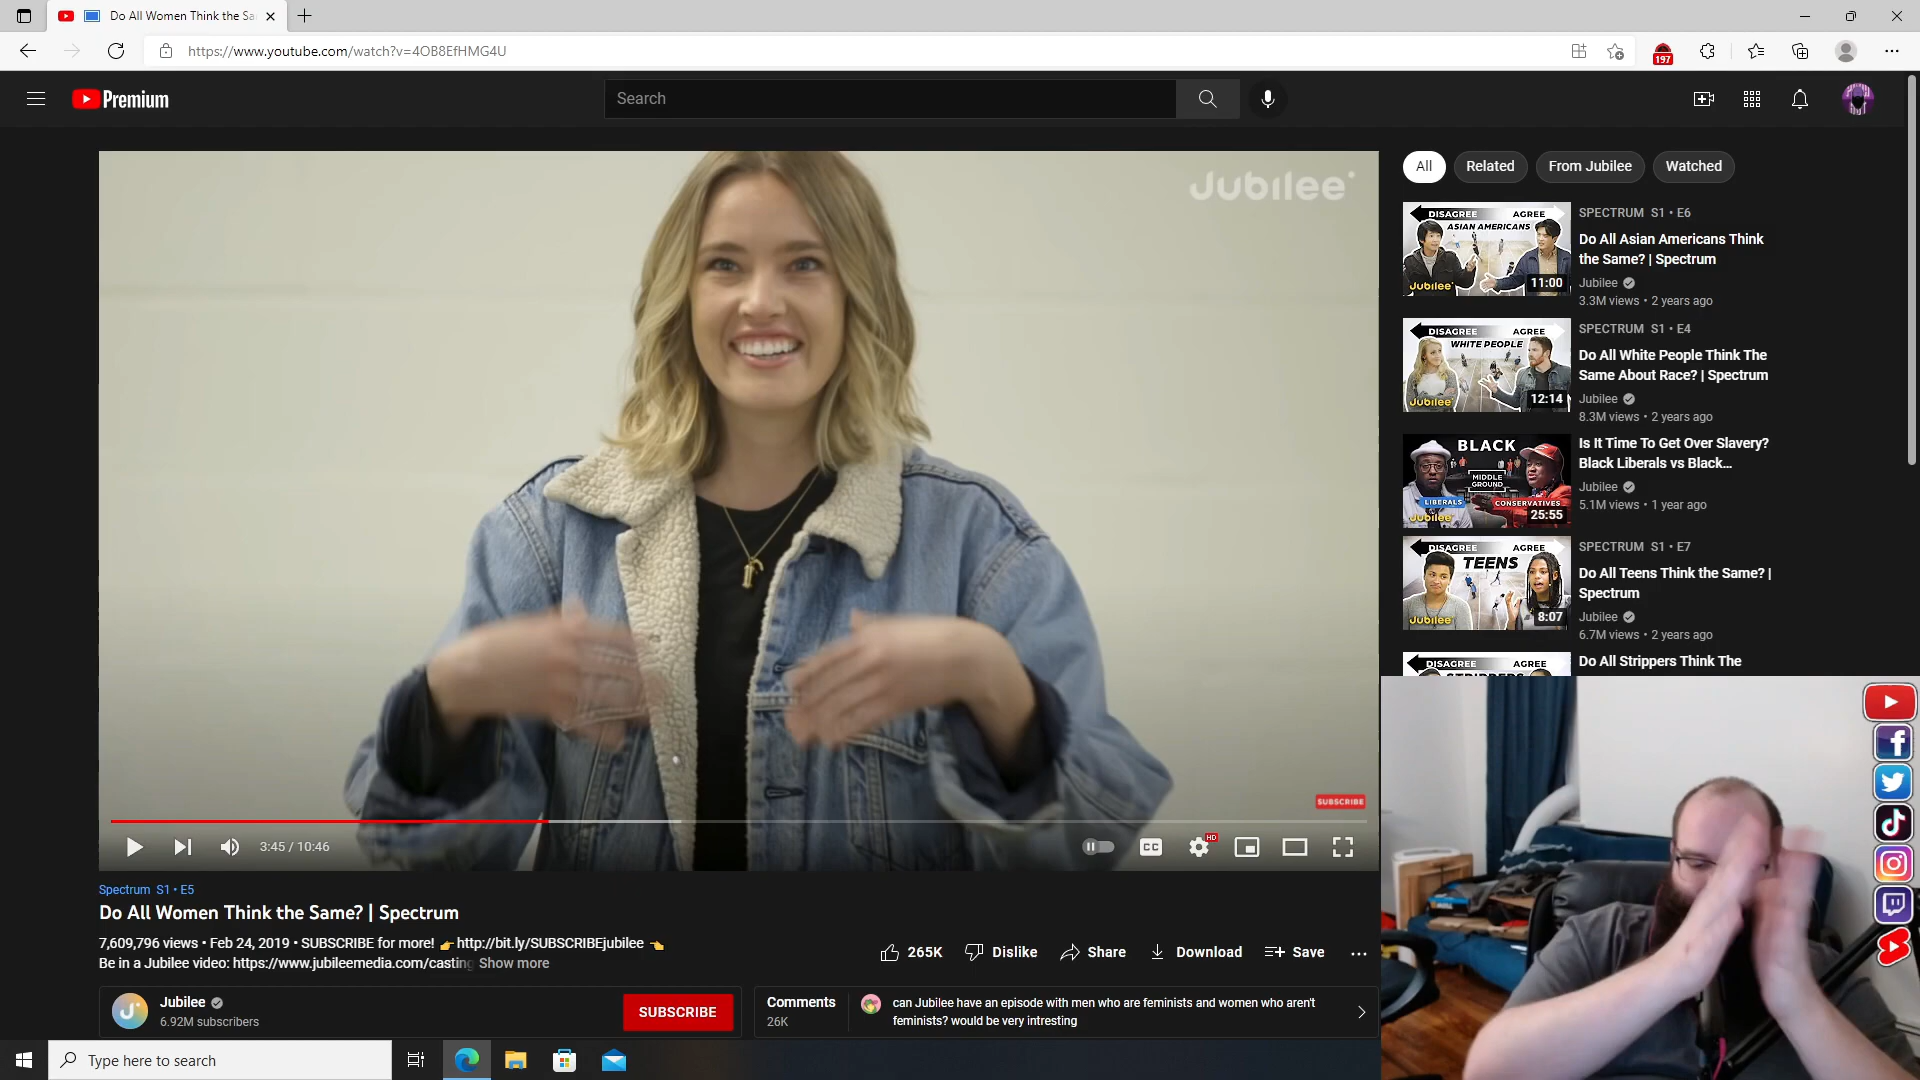 Do All Women Think the Sa
https://www.youtube.com/watch?v=4OB8EfHMG4U
197
Premium
Search
Jubilee
SUBSCRIBE
3:45 / 10:46
CC
HD
Spectrum S1 • E5
Do All Women Think the Same? | Spectrum
7,609,796 views • Feb 24, 2019 • SUBSCRIBE for more! 👉 http://bit.ly/SUBSCRIBEjubilee 👈
Be in a Jubilee video: https://www.jubileemedia.com/casting Show more
265K Dislike Share Download Save ...
Jubilee
6.92M subscribers
SUBSCRIBE
Comments
26K
can Jubilee have an episode with men who are feminists and women who aren't
feminists? would be very intresting
All Related From Jubilee Watched
DISAGREE AGREE
ASIAN AMERICANS
Jubilee
11:00
SPECTRUM S1 • E6
Do All Asian Americans Think
the Same? | Spectrum
Jubilee
3.3M views • 2 years ago
DISAGREE AGREE
WHITE PEOPLE
Jubilee
12:14
SPECTRUM S1 • E4
Do All White People Think The
Same About Race? | Spectrum
Jubilee
8.3M views • 2 years ago
BLACK
MIDDLE
GROUND
LIBERALS CONSERVATIVES
Jubilee
25:55
Is It Time To Get Over Slavery?
Black Liberals vs Black...
Jubilee
5.1M views • 1 year ago
DISAGREE AGREE
TEENS
Jubilee
8:07
SPECTRUM S1 • E7
Do All Teens Think the Same? |
Spectrum
Jubilee
6.7M views • 2 years ago
DISAGREE AGREE
Do All Strippers Think The
Type here to search